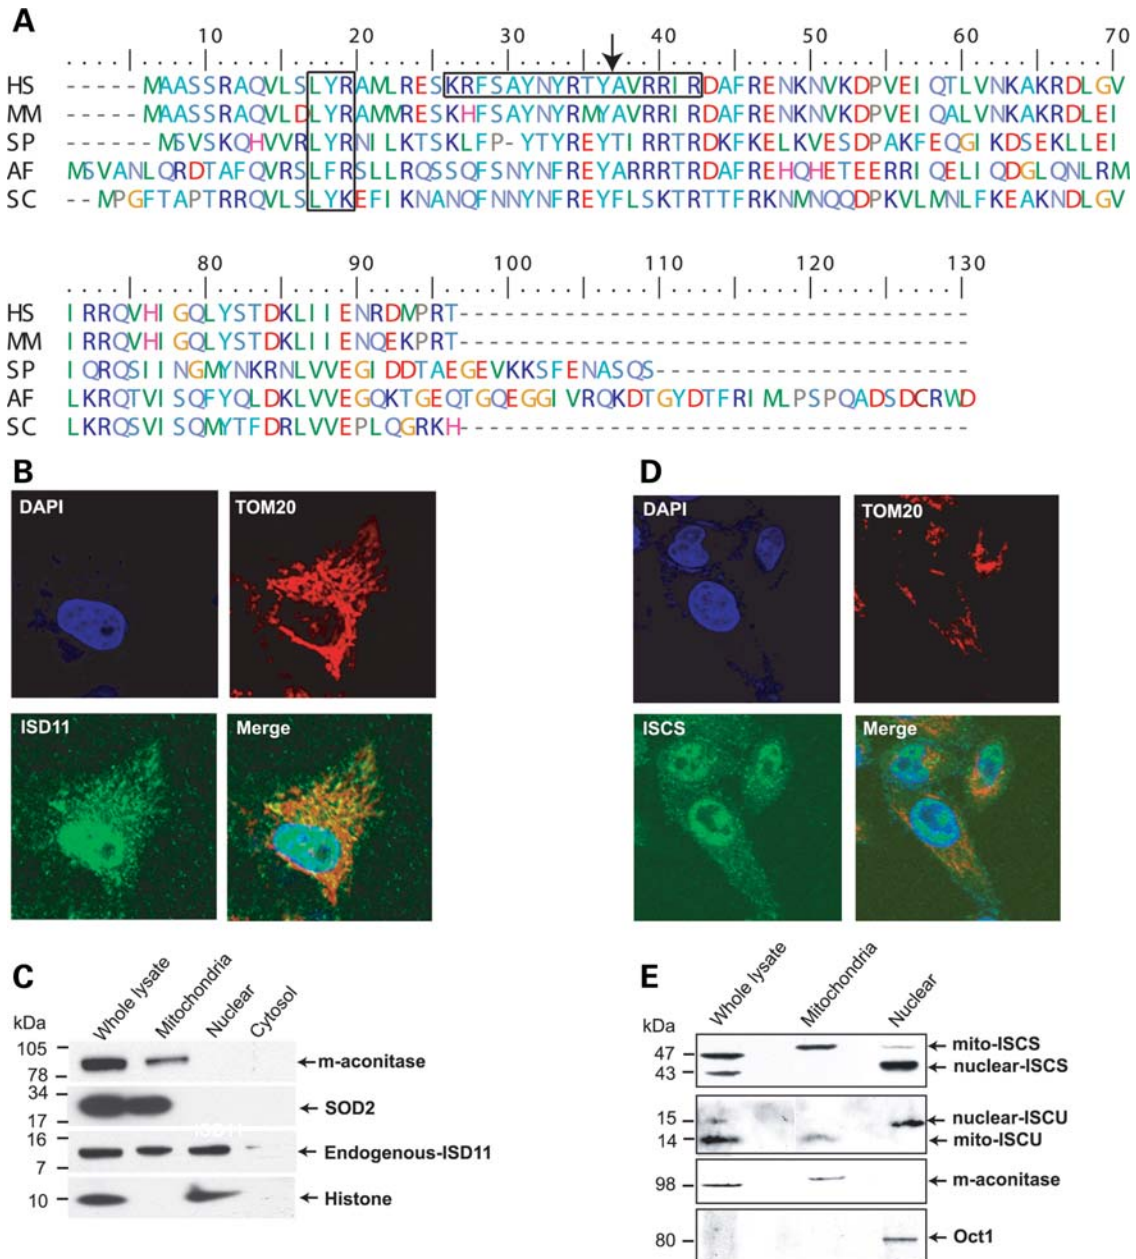 A
10 20 30 40 50 60 70
HS -----MAASSRAQVLSLYRAMLRESKRFSAYNYRTYAVRRIRDAFRENKNVKDPVEIQTLVNKAKRDLGV
MM -----MAASSRAQVLDLYRAMMRESKHFSAYNYRMYAVRRIRDAFRENKNVKDPVEIQTLVNKAKRDLEI
SP ------MSVSKQHVVRLYRNILKTSKLFP-YTYREYTIRRTRDKFKELKVESDPAKFEQGIKDSEKLLEI
AF MSVANLQRDTAFQVRSLFRSLLRQSSQFSNYNFREYARRRTRDAFREHQHETEERRIQELIQDGLQNLRM
SC --MPGFTAPTRRQVLSLYKEFIKNANQFNNYNFREYFLSKTRTTFRKNMNQQDPKVLMNLFKEAKNDLGV
80 90 100 110 120 130
HS IRRQVHIGQLYSTDKLIIENRDMPRT----------------------------------
MM IRRQVHIGQLYSTDKLIIENQEKPRT----------------------------------
SP IQRQSIINGMYNKRNLVVEGIDDTAEGEVKKSFENASQS---------------------
AF LKRQTVISQFYQLDKLVVEGQKTGEQTGQEGGIVRQKDTGYDTFRIMLPSPQADSDCRWD
SC LKRQSVISQMYTFDRLVVEPLQGRKH----------------------------------
B
DAPI
TOM20
ISD11
Merge
D
DAPI
TOM20
ISCS
Merge
C
Whole lysate
Mitochondria
Nuclear
Cytosol
kDa
105
78
m-aconitase
34
17
SOD2
ISD11
16
7
Endogenous-ISD11
10
Histone
E
Whole lysate
Mitochondria
Nuclear
kDa
47
43
mito-ISCS
nuclear-ISCS
15
14
nuclear-ISCU
mito-ISCU
98
m-aconitase
80
Oct1